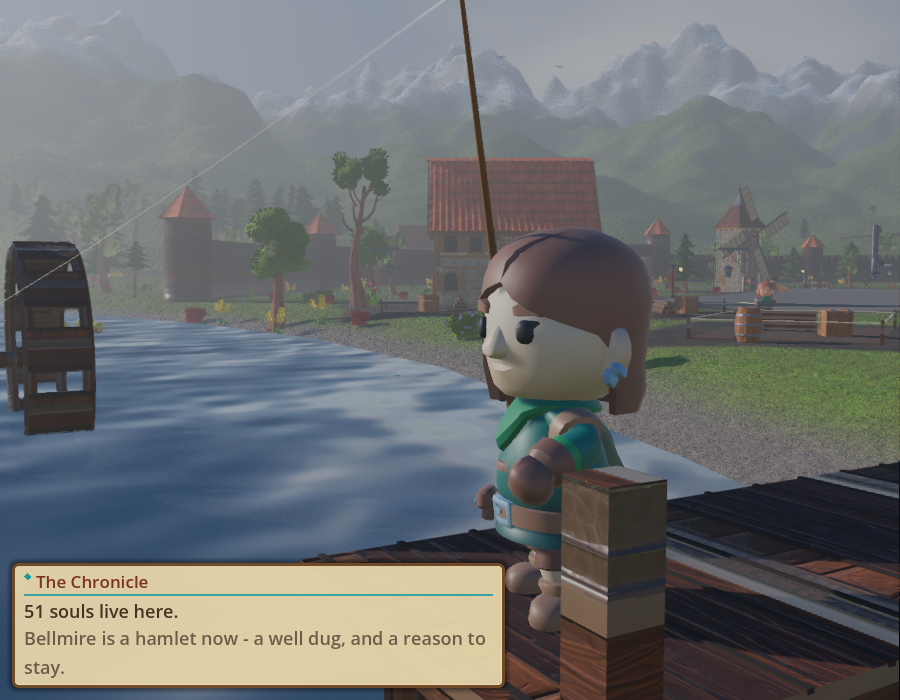 The Chronicle
51 souls live here.
Bellmire is a hamlet now - a well dug, and a reason to
stay.